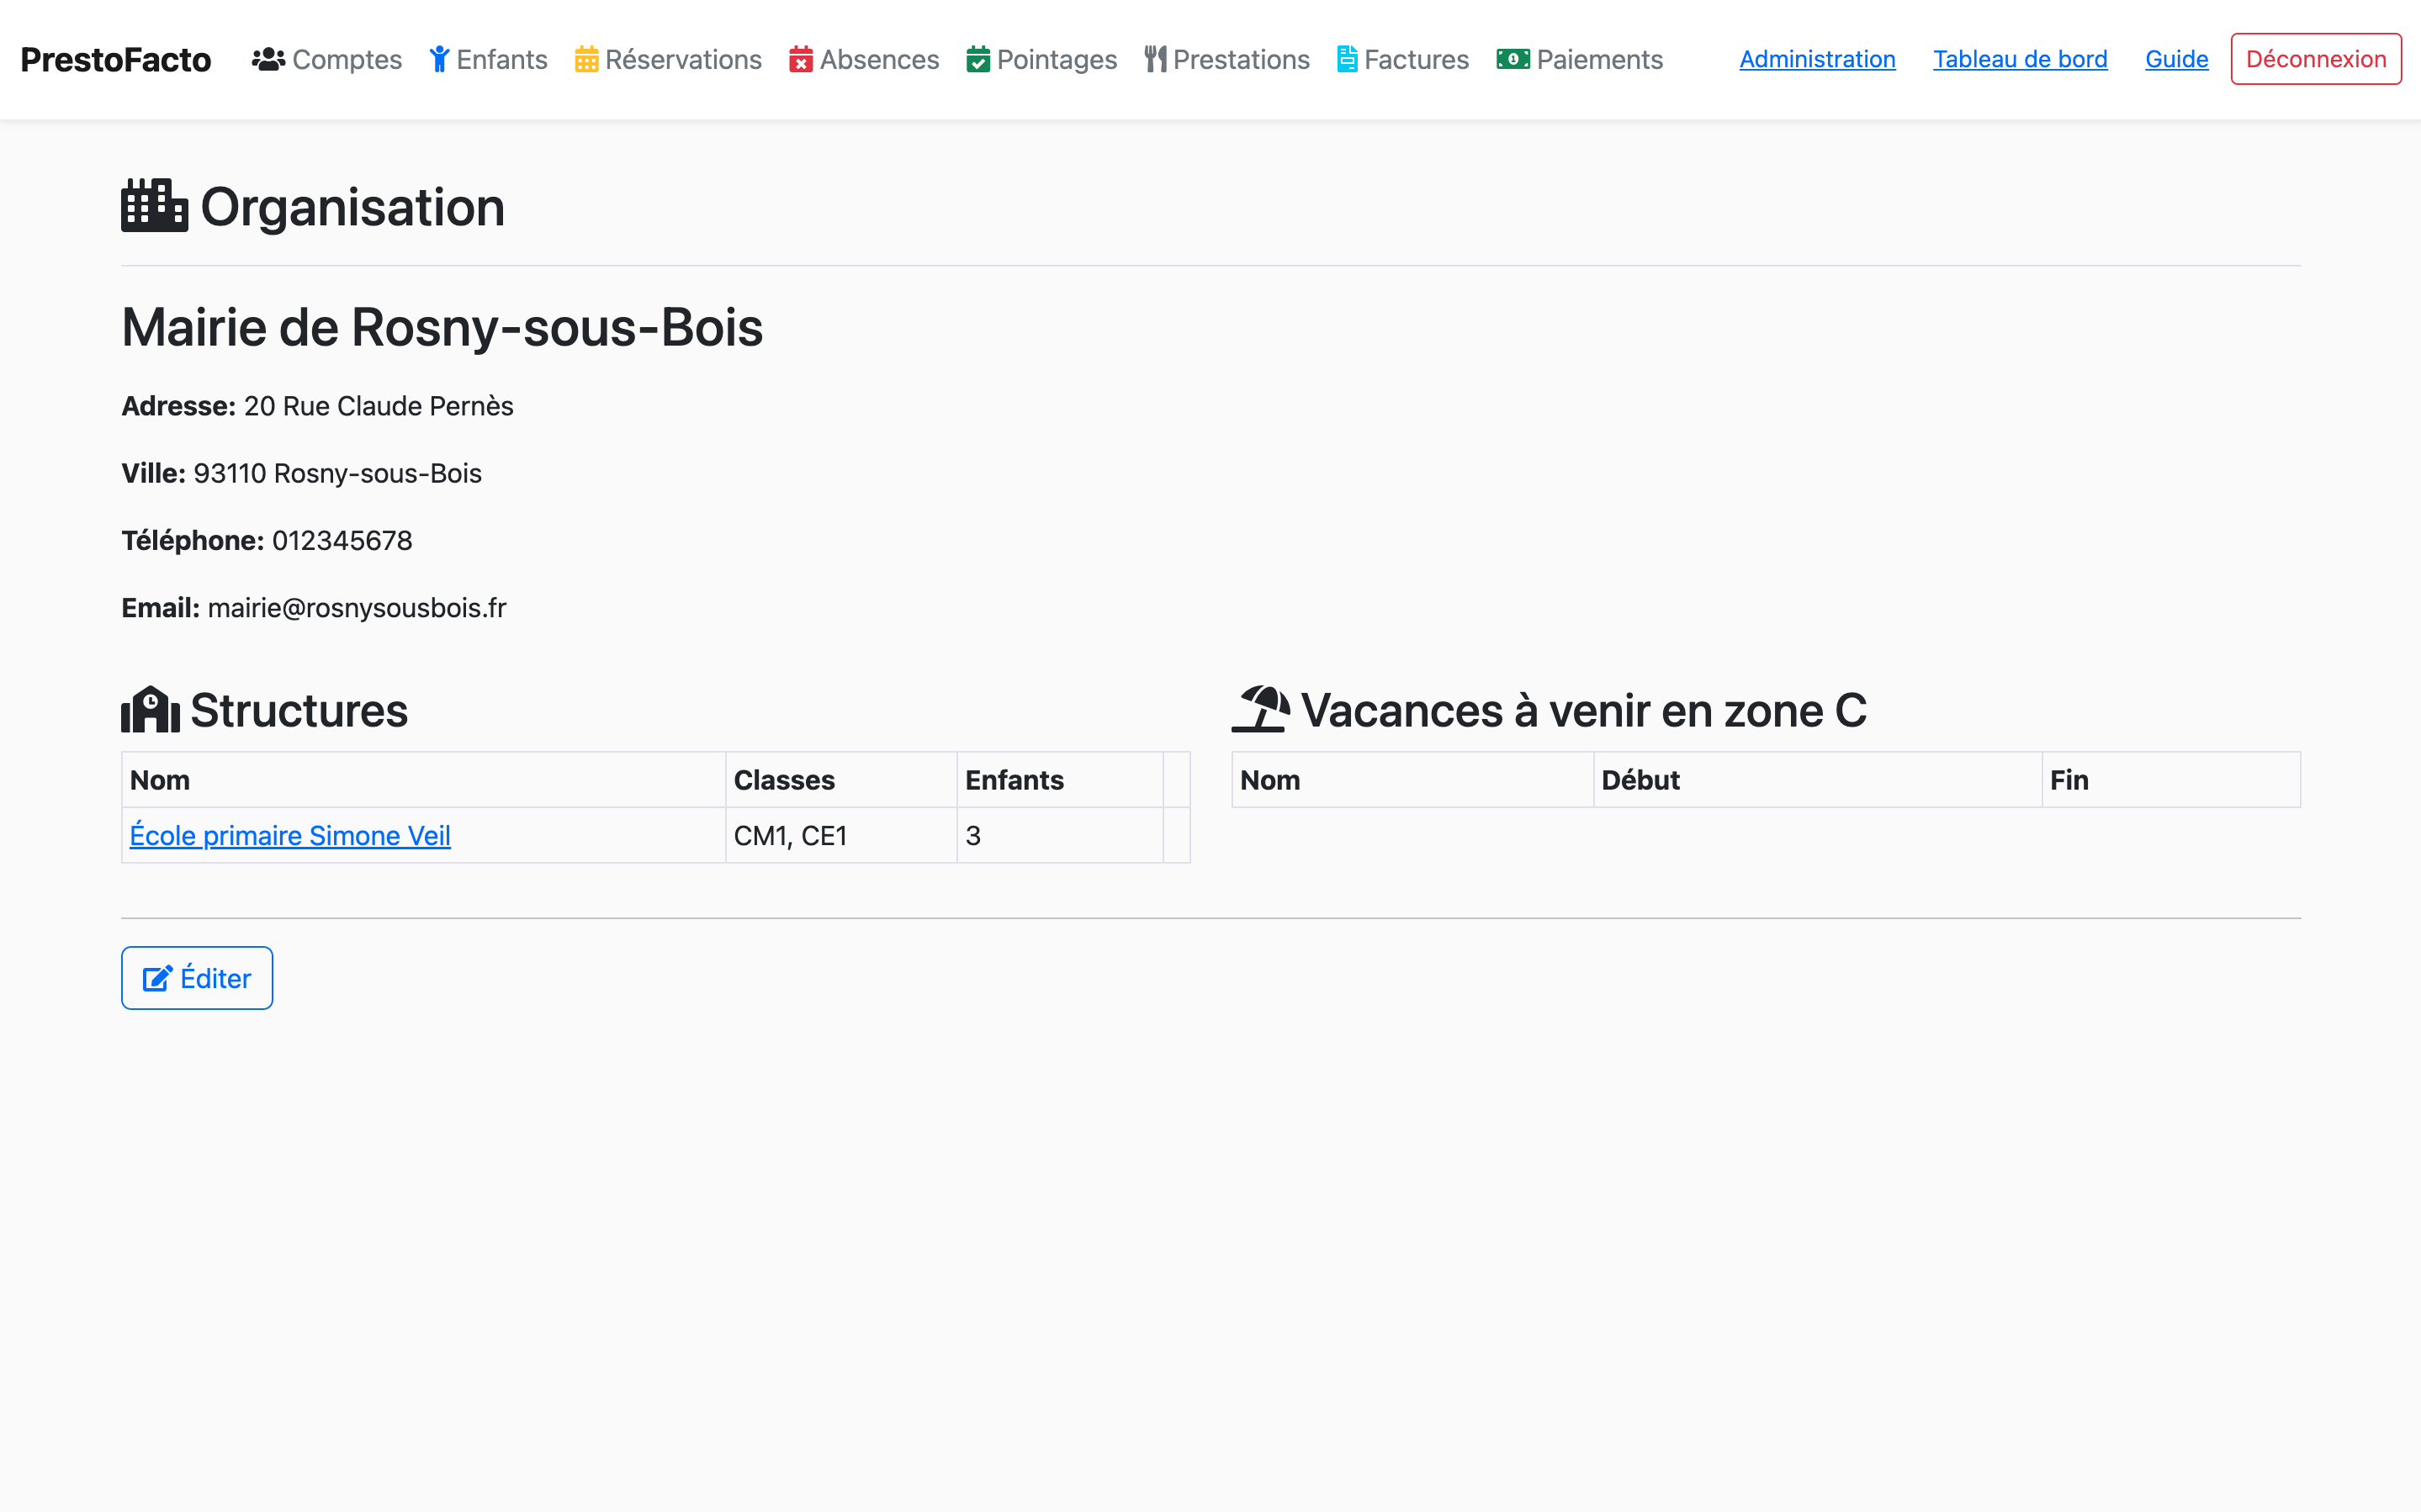 PrestoFacto Comptes Enfants Réservations Absences Pointages Prestations Factures Paiements Administration Tableau de bord Guide Déconnexion
Organisation
Mairie de Rosny-sous-Bois
Adresse: 20 Rue Claude Pernès
Ville: 93110 Rosny-sous-Bois
Téléphone: 012345678
Email: mairie@rosnysousbois.fr
Structures
Nom Classes Enfants
École primaire Simone Veil CM1, CE1 3
Vacances à venir en zone C
Nom Début Fin
Éditer